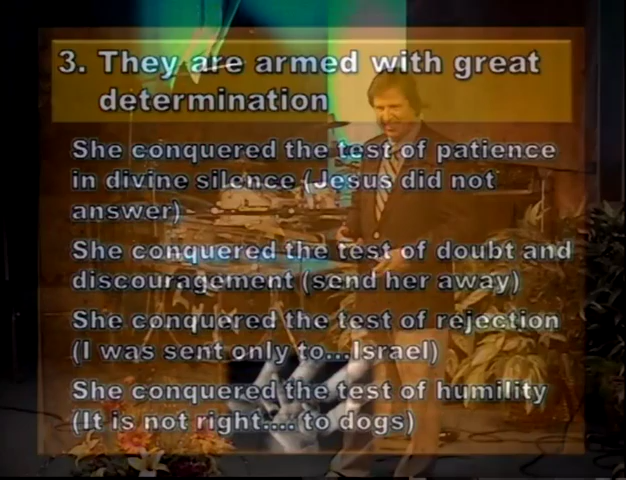 3. They are armed with great
determination
She conquered the test of patience
in divine silence (Jesus did not
answer)
She conquered the test of doubt and
discouragement (send her away)
She conquered the test of rejection
(I was sent only to...Israel)
She conquered the test of humility
(It is not right.... to dogs)